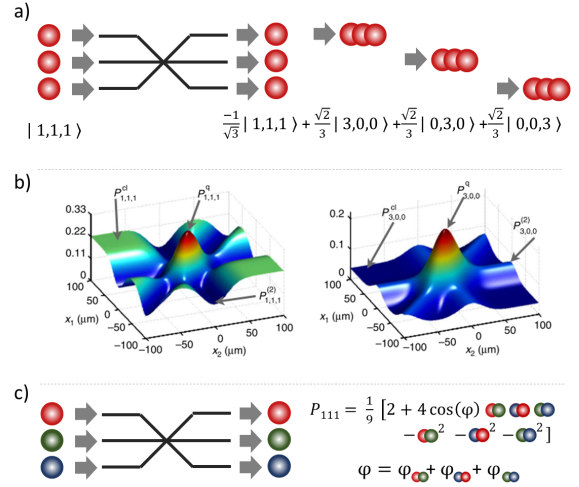 a)
| 1,1,1 ⟩
-1/√3 | 1,1,1 ⟩ + √2/3 | 3,0,0 ⟩ + √2/3 | 0,3,0 ⟩ + √2/3 | 0,0,3 ⟩
b)
P^cl_1,1,1
P^q_1,1,1
P^(2)_1,1,1
0.33
0.22
0.11
0
100
50
0
−50
−100
x₁ (μm)
−100
−50
0
50
100
x₂ (μm)
P^cl_3,0,0
P^q_3,0,0
P^(2)_3,0,0
0.2
0.1
0
100
50
0
−50
−100
x₁ (μm)
−100
−50
0
50
100
x₂ (μm)
c)
P₁₁₁ = 1/9 [2 + 4 cos(φ)
− ² − ² − ² ]
φ = φ + φ + φ